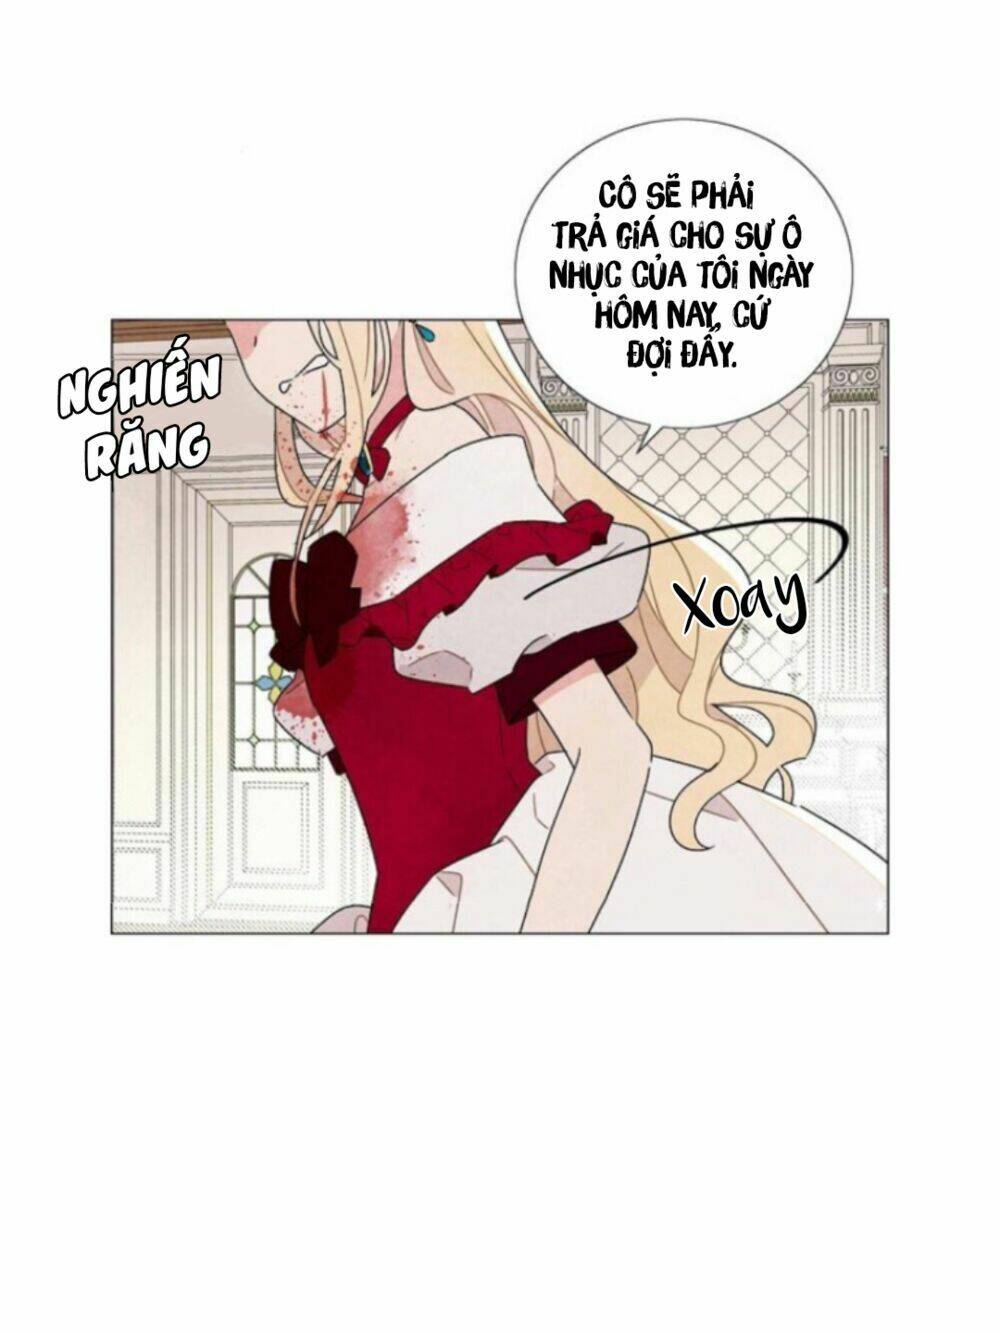 CÔ SẼ PHẢI
TRẢ GIÁ CHO SỰ Ô
NHỤC CỦA TÔI NGÀY
HÔM NAY, CỨ
ĐỢI ĐẤY.
NGHIẾN
RĂNG
XOAY